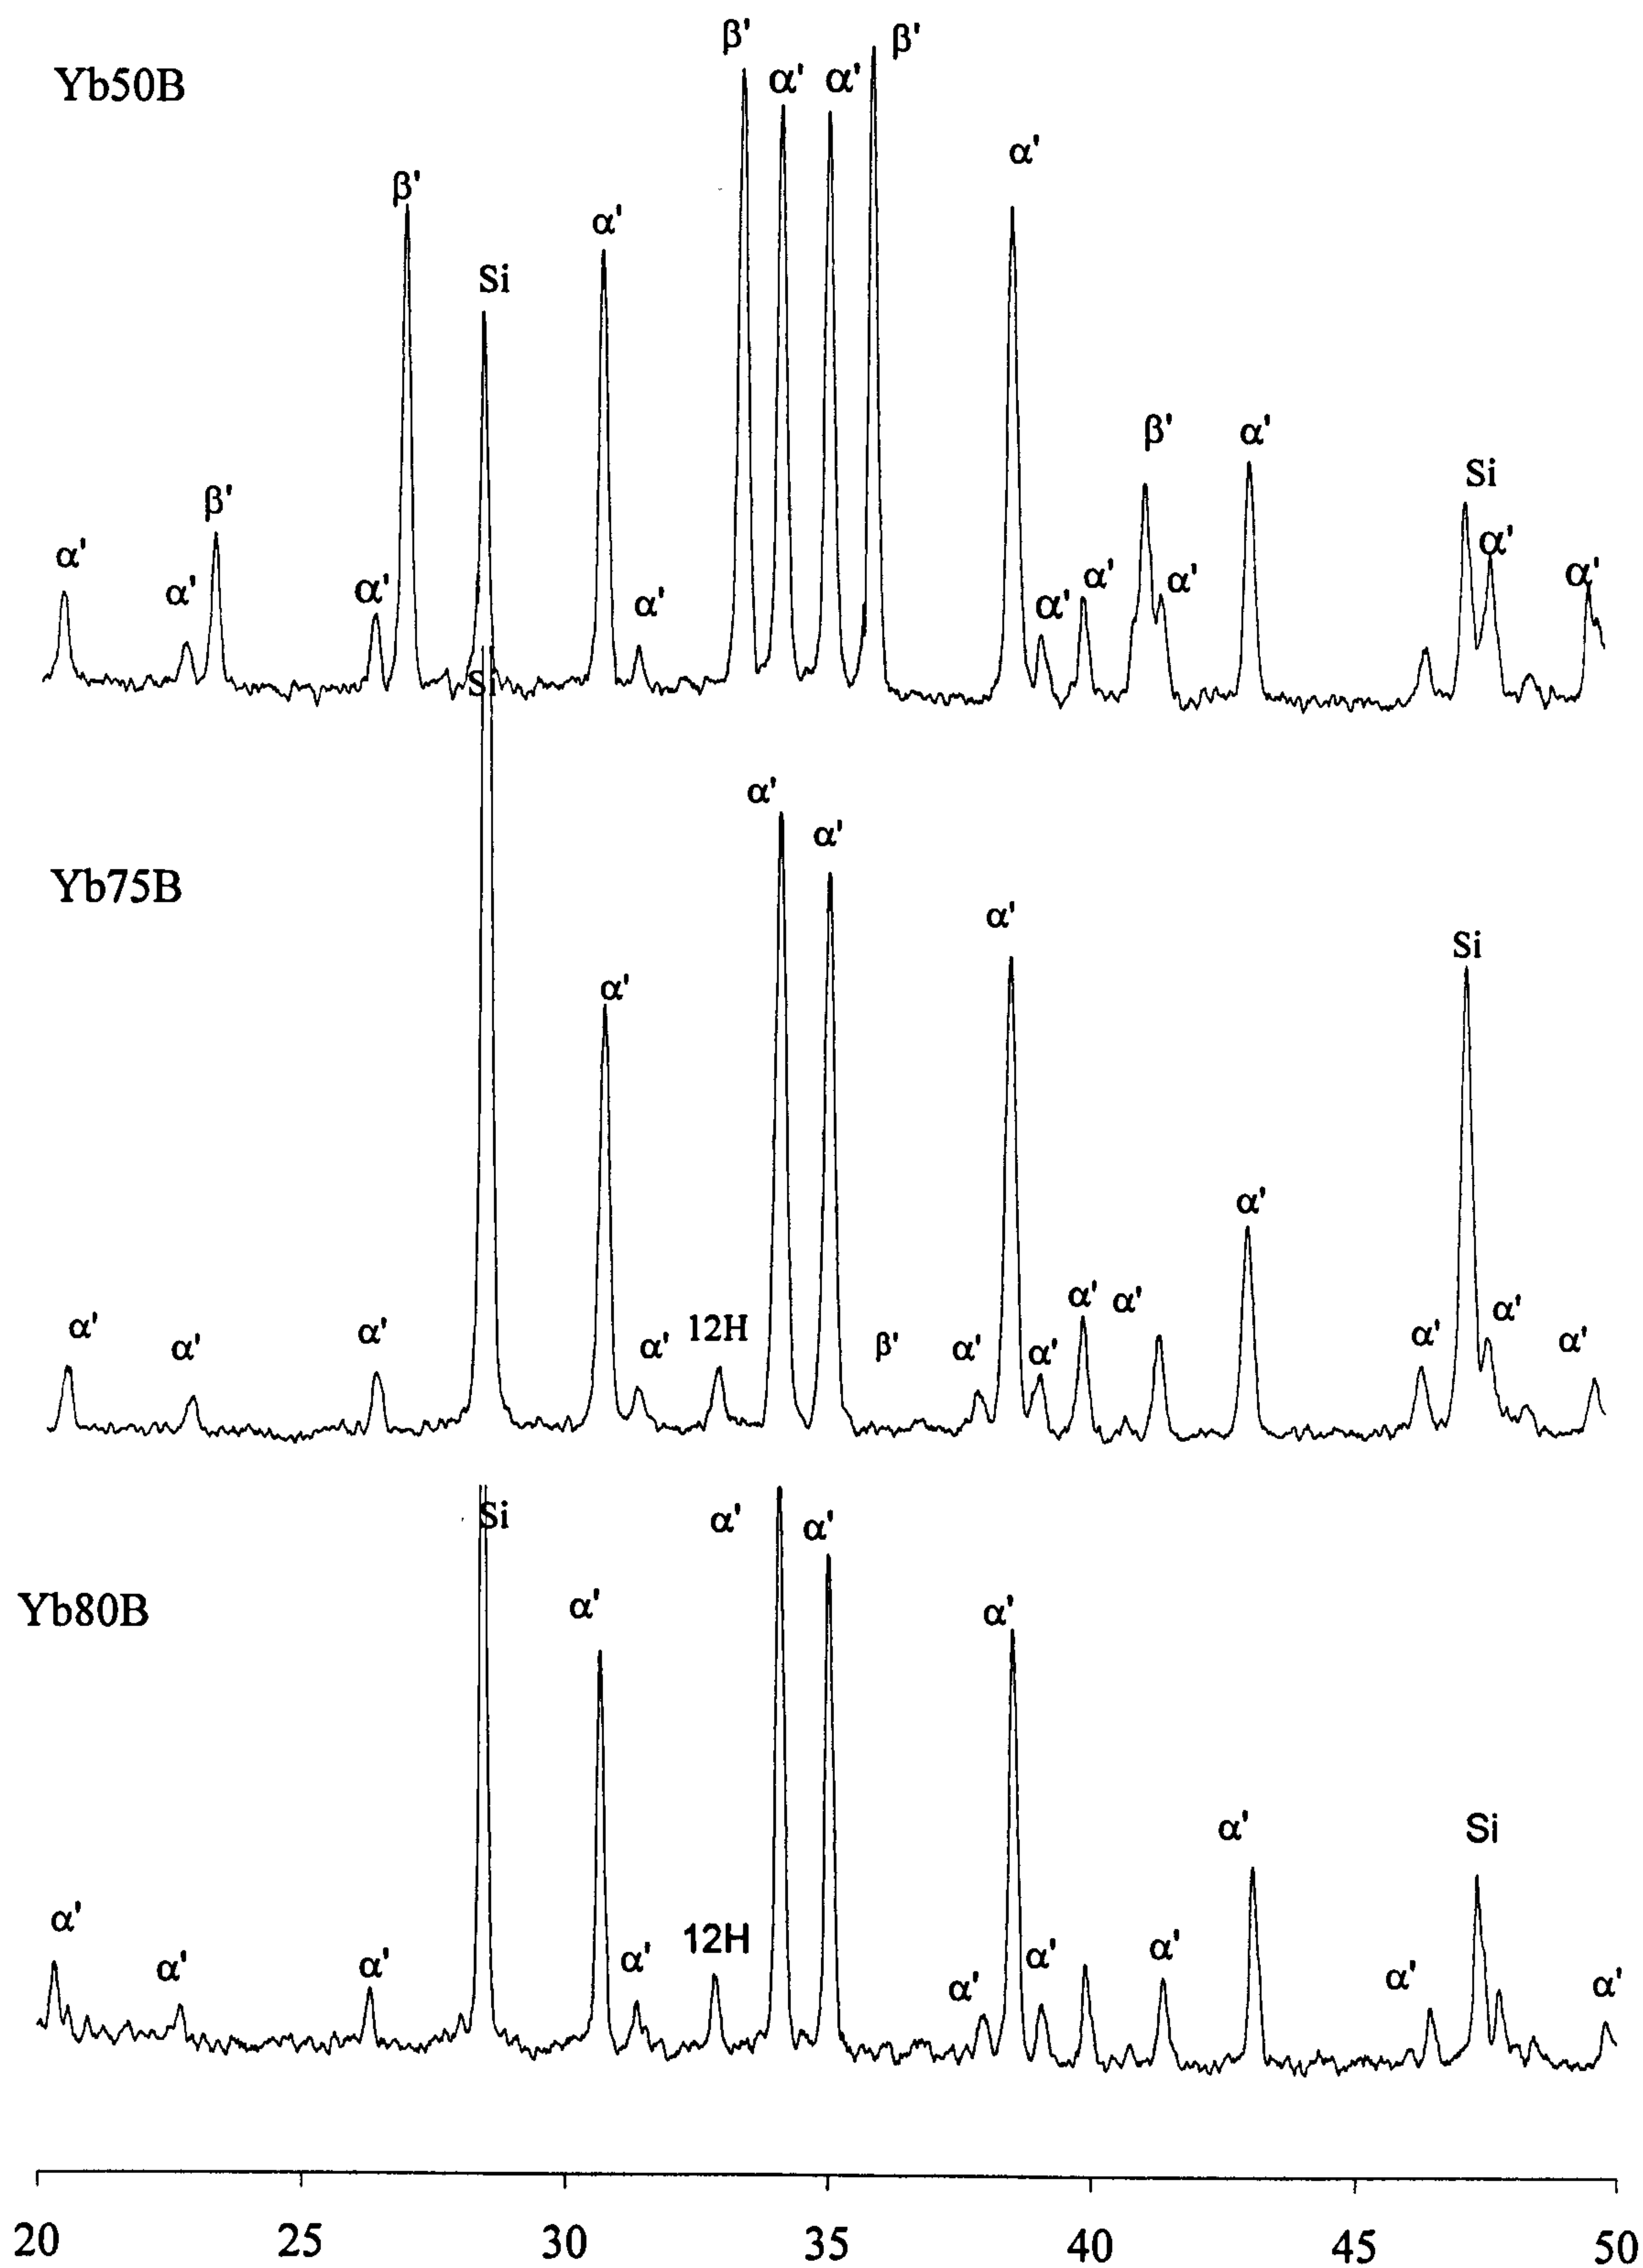 β' β'
Yb50B α' α'
α'
β'
α'
Si
β' α'
Si
β'
α' α'
α' α' α' α' α' α' α'
Si
α'
Yb75B α'
α'
Si
α'
α'
α' α' α' α' 12H β' α' α' α' α' α' α' α'
Si α' α'
Yb80B α' α'
α' Si
α' α' α' α' 12H α' α' α' α' α'
20 25 30 35 40 45 50